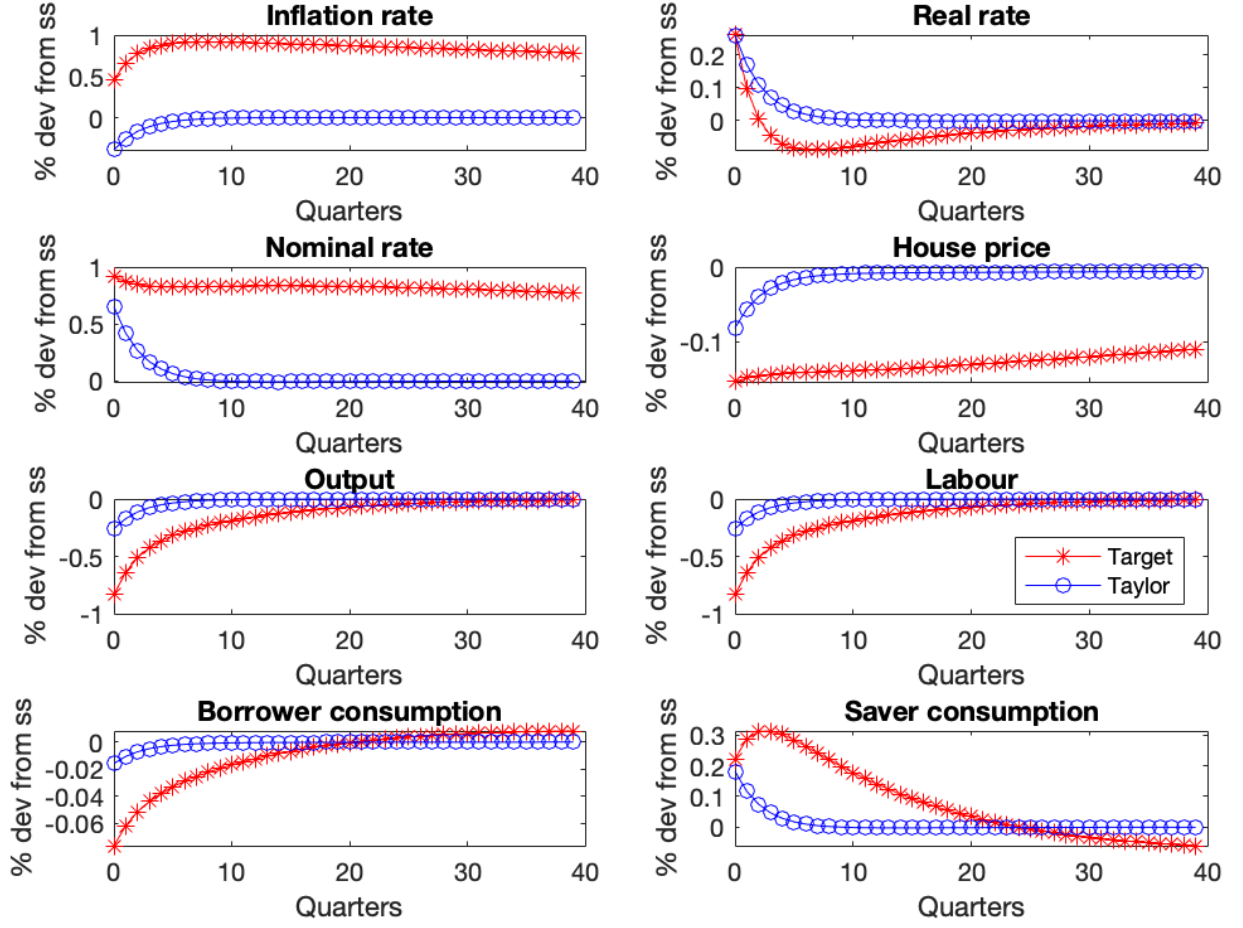 Inflation rate
% dev from ss
1
0.5
0
0 10 20 30 40
Quarters
Real rate
% dev from ss
0.2
0.1
0
0 10 20 30 40
Quarters
Nominal rate
% dev from ss
1
0.5
0
0 10 20 30 40
Quarters
House price
% dev from ss
0
-0.1
0 10 20 30 40
Quarters
Output
% dev from ss
0
-0.5
-1
0 10 20 30 40
Quarters
Labour
% dev from ss
0
-0.5
-1
0 10 20 30 40
Quarters
Target
Taylor
Borrower consumption
% dev from ss
0
-0.02
-0.04
-0.06
0 10 20 30 40
Quarters
Saver consumption
% dev from ss
0.3
0.2
0.1
0
0 10 20 30 40
Quarters